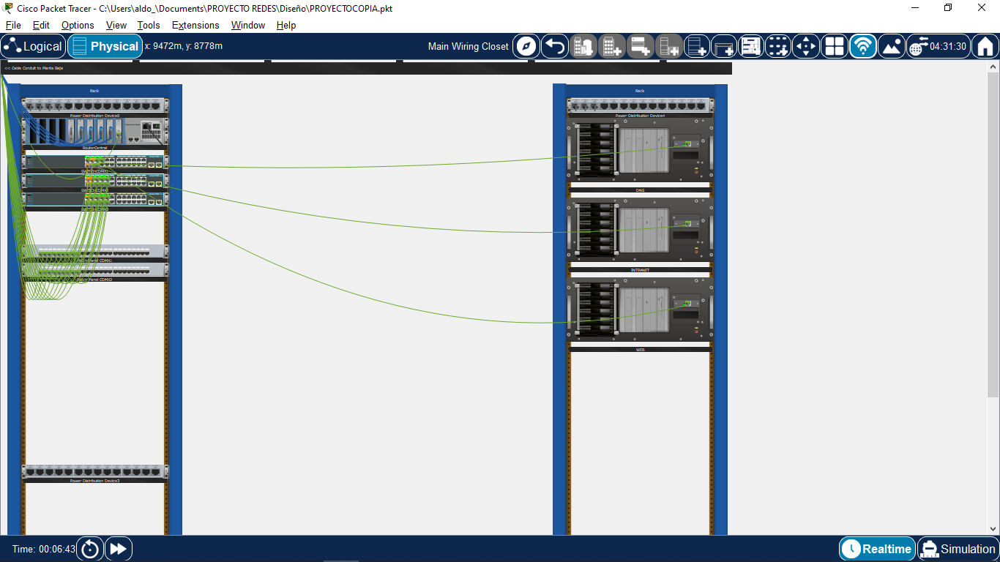 Cisco Packet Tracer - C:\Users\aldo_\Documents\PROYECTO REDES\Diseño\PROYECTOCOPIA.pkt
File Edit Options View Tools Extensions Window Help
Logical Physical x: 9472m, y: 8778m Main Wiring Closet 04:31:30
<< Cable Conduit to Planta Baja
Rack
Rack
Power Distribution Device0
Power Distribution Device4
RouterCentral
SWITCHCDMX1
DNS
INTRANET
Patch Panel CDMX1
Patch Panel CDMX2
WEB
Power Distribution Device3
Time: 00:06:43 Realtime Simulation